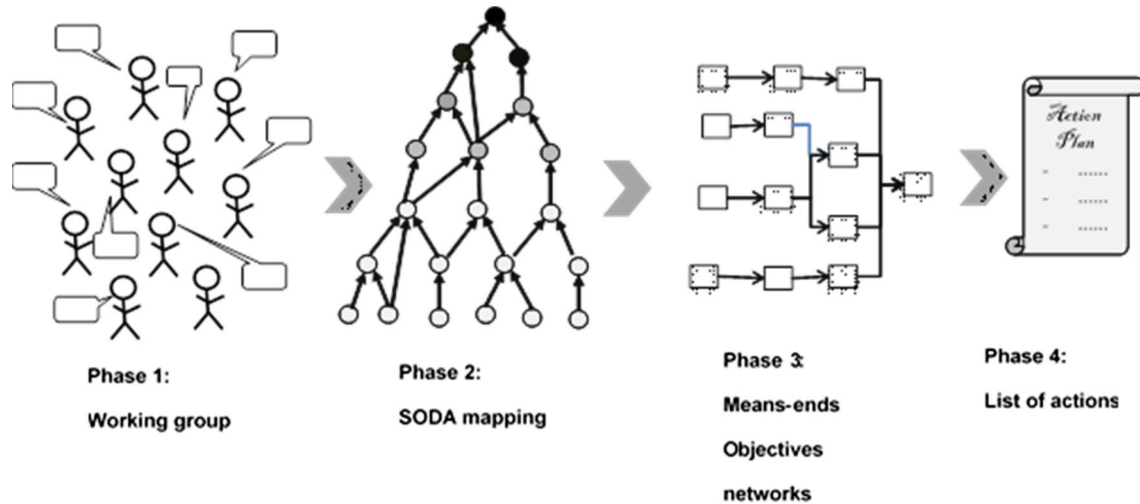 Action
Plan
- ......
- ......
- ......
Phase 1:
Working group
Phase 2:
SODA mapping
Phase 3:
Means-ends
Objectives
networks
Phase 4:
List of actions